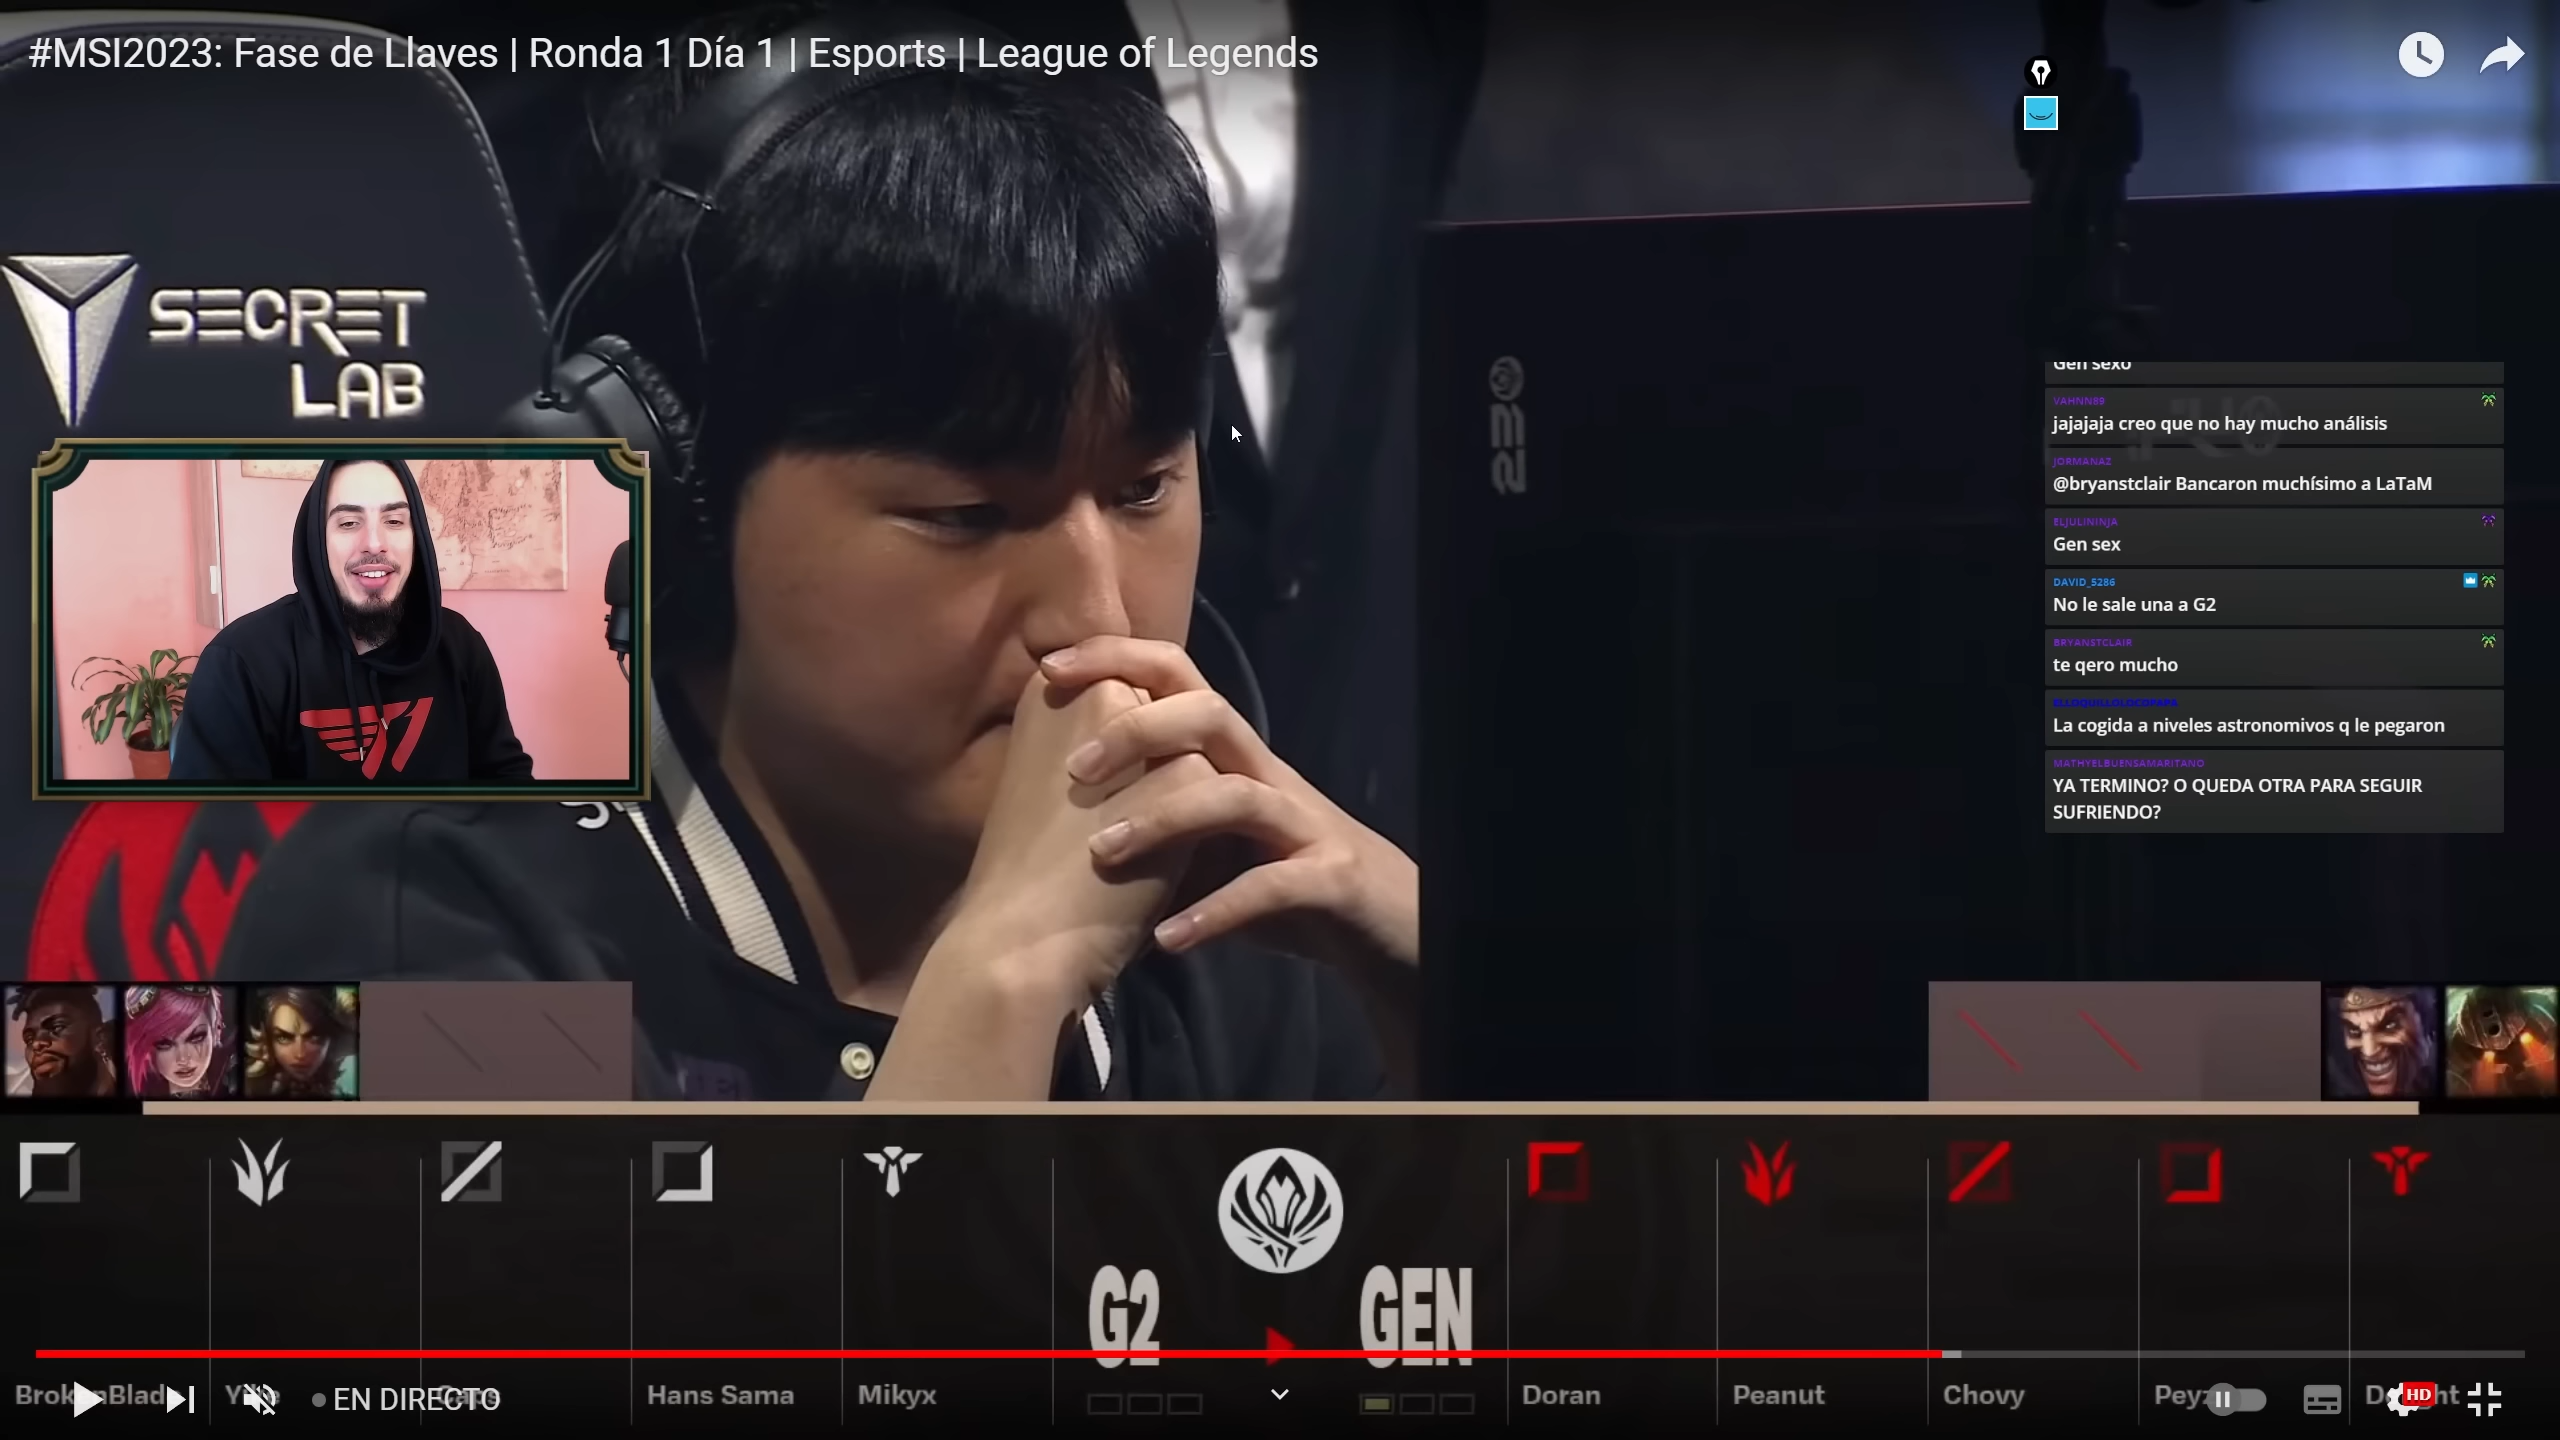 #MSI2023: Fase de Llaves | Ronda 1 Día 1 | Esports | League of Legends
SECRET
LAB
T1
Gen sexo
VAHNN89
jajajaja creo que no hay mucho análisis
JORMANAZ
@bryanstclair Bancaron muchísimo a LaTaM
ELJULININJA
Gen sex
DAVID_5286
No le sale una a G2
BRYANSTCLAIR
te qero mucho
ELLOQUILLOLOCOPAPA
La cogida a niveles astronomivos q le pegaron
MATHYELBUENSAMARITANO
YA TERMINO? O QUEDA OTRA PARA SEGUIR
SUFRIENDO?
G2
GEN
EN DIRECTO
Hans Sama
Mikyx
Doran
Peanut
Chovy
HD